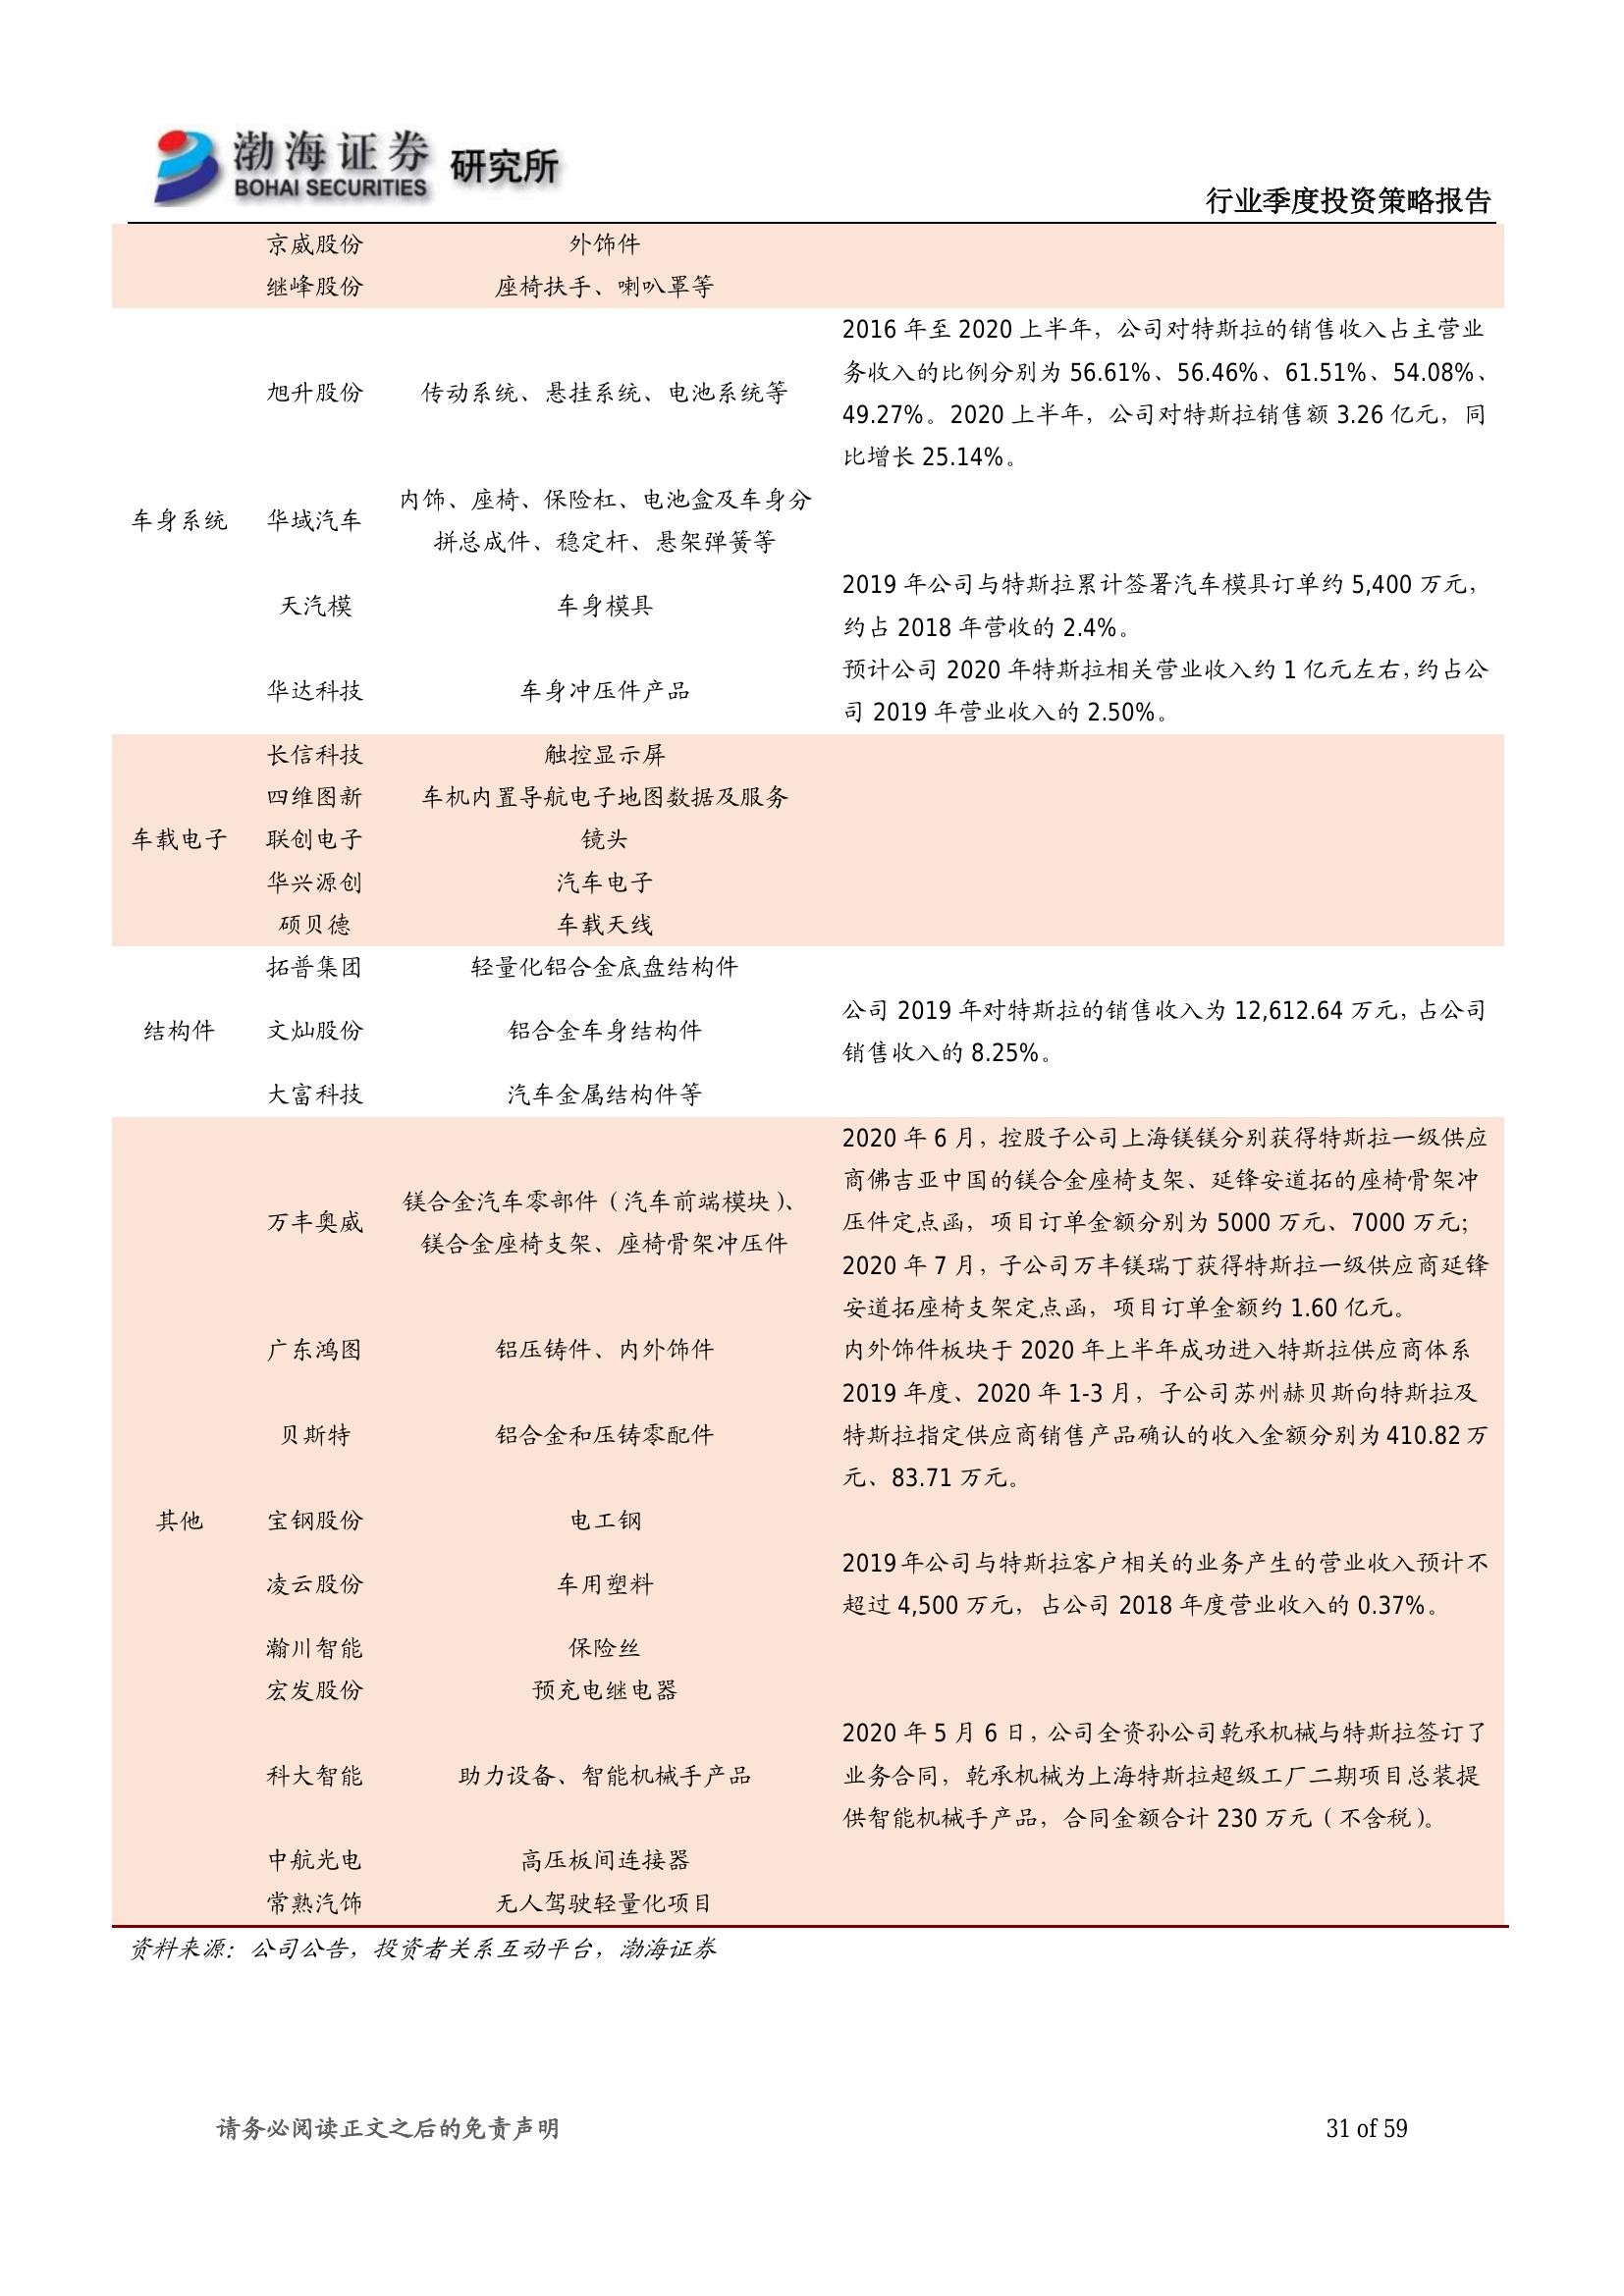 渤海证券 研究所
BOHAI SECURITIES
行业季度投资策略报告
京威股份 外饰件
继峰股份 座椅扶手、喇叭罩等
车身系统
旭升股份 传动系统、悬挂系统、电池系统等
2016 年至 2020 上半年，公司对特斯拉的销售收入占主营业
务收入的比例分别为 56.61%、56.46%、61.51%、54.08%、
49.27%。2020 上半年，公司对特斯拉销售额 3.26 亿元，同
比增长 25.14%。
华域汽车
内饰、座椅、保险杠、电池盒及车身分
拼总成件、稳定杆、悬架弹簧等
天汽模 车身模具
2019 年公司与特斯拉累计签署汽车模具订单约 5,400 万元，
约占 2018 年营收的 2.4%。
华达科技 车身冲压件产品
预计公司 2020 年特斯拉相关营业收入约 1 亿元左右，约占公
司 2019 年营业收入的 2.50%。
车载电子
长信科技 触控显示屏
四维图新 车机内置导航电子地图数据及服务
联创电子 镜头
华兴源创 汽车电子
硕贝德 车载天线
结构件
拓普集团 轻量化铝合金底盘结构件
文灿股份 铝合金车身结构件
公司 2019 年对特斯拉的销售收入为 12,612.64 万元，占公司
销售收入的 8.25%。
大富科技 汽车金属结构件等
其他
万丰奥威
镁合金汽车零部件（汽车前端模块）、
镁合金座椅支架、座椅骨架冲压件
2020 年 6 月，控股子公司上海镁镁分别获得特斯拉一级供应
商佛吉亚中国的镁合金座椅支架、延锋安道拓的座椅骨架冲
压件定点函，项目订单金额分别为 5000 万元、7000 万元；
2020 年 7 月，子公司万丰镁瑞丁获得特斯拉一级供应商延锋
安道拓座椅支架定点函，项目订单金额约 1.60 亿元。
广东鸿图 铝压铸件、内外饰件 内外饰件板块于 2020 年上半年成功进入特斯拉供应商体系
贝斯特 铝合金和压铸零配件
2019 年度、2020 年 1-3 月，子公司苏州赫贝斯向特斯拉及
特斯拉指定供应商销售产品确认的收入金额分别为 410.82 万
元、83.71 万元。
宝钢股份 电工钢
凌云股份 车用塑料
2019 年公司与特斯拉客户相关的业务产生的营业收入预计不
超过 4,500 万元，占公司 2018 年度营业收入的 0.37%。
瀚川智能 保险丝
宏发股份 预充电继电器
科大智能 助力设备、智能机械手产品
2020 年 5 月 6 日，公司全资孙公司乾承机械与特斯拉签订了
业务合同，乾承机械为上海特斯拉超级工厂二期项目总装提
供智能机械手产品，合同金额合计 230 万元（不含税）。
中航光电 高压板间连接器
常熟汽饰 无人驾驶轻量化项目
资料来源：公司公告，投资者关系互动平台，渤海证券
请务必阅读正文之后的免责声明 31 of 59